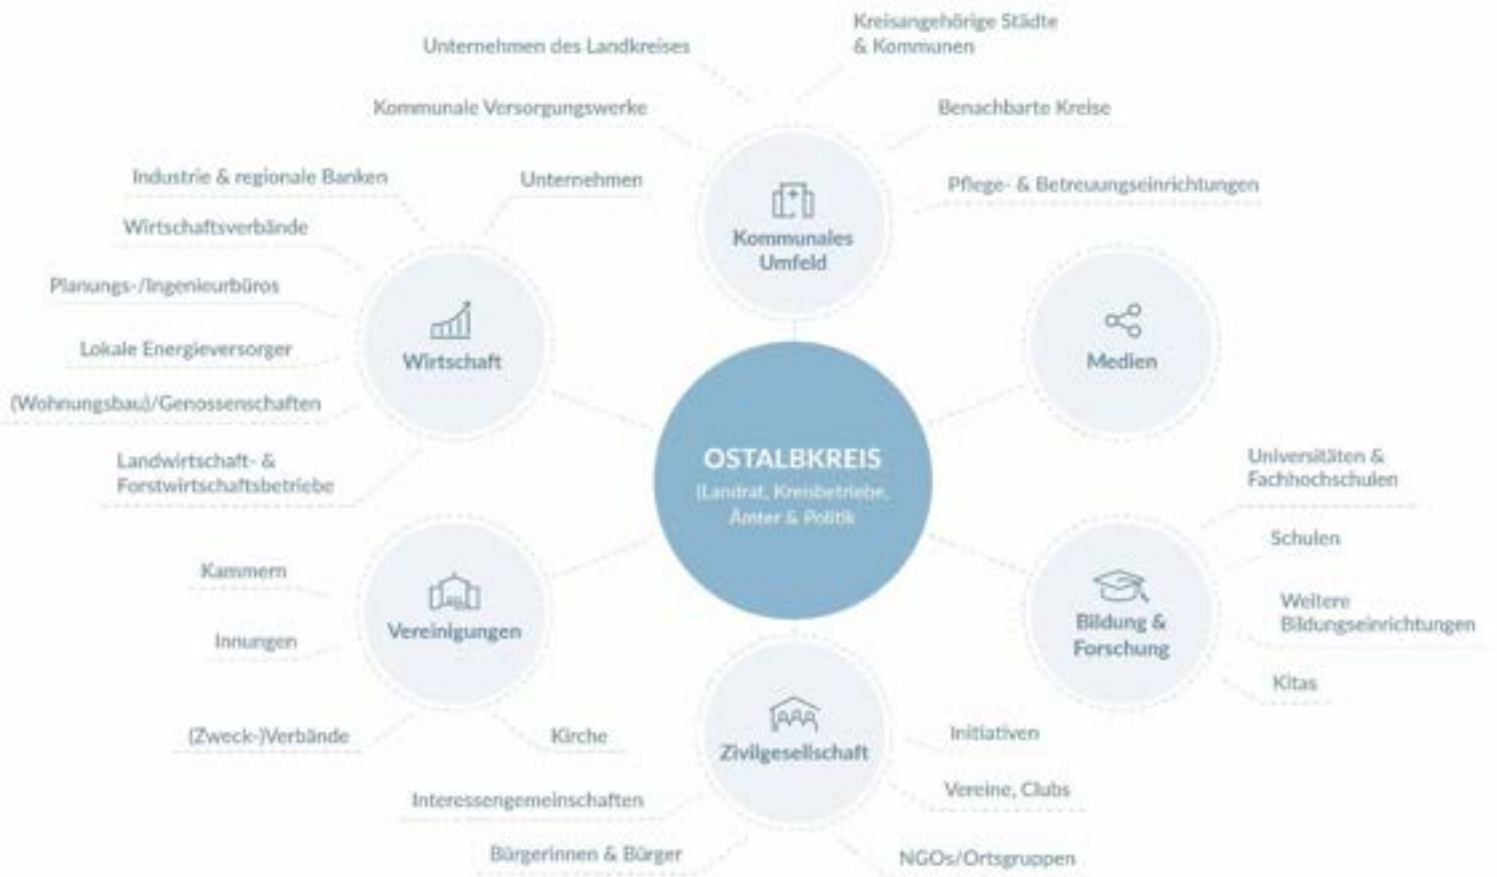 Unternehmen des Landkreises
Kreisangehörige Städte
& Kommunen
Kommunale Versorgungswerke
Benachbarte Kreise
Pflege- & Betreuungseinrichtungen
Kommunales
Umfeld
Industrie & regionale Banken
Unternehmen
Wirtschaftsverbände
Planungs-/Ingenieurbüros
Lokale Energieversorger
(Wohnungsbau)/Genossenschaften
Landwirtschaft- &
Forstwirtschaftsbetriebe
Wirtschaft
Medien
OSTALBKREIS
(Landrat, Kreisbetriebe,
Ämter & Politik
Universitäten &
Fachhochschulen
Schulen
Weitere
Bildungseinrichtungen
Kitas
Bildung &
Forschung
Kammern
Innungen
(Zweck-)Verbände
Kirche
Vereinigungen
Zivilgesellschaft
Initiativen
Vereine, Clubs
NGOs/Ortsgruppen
Interessengemeinschaften
Bürgerinnen & Bürger